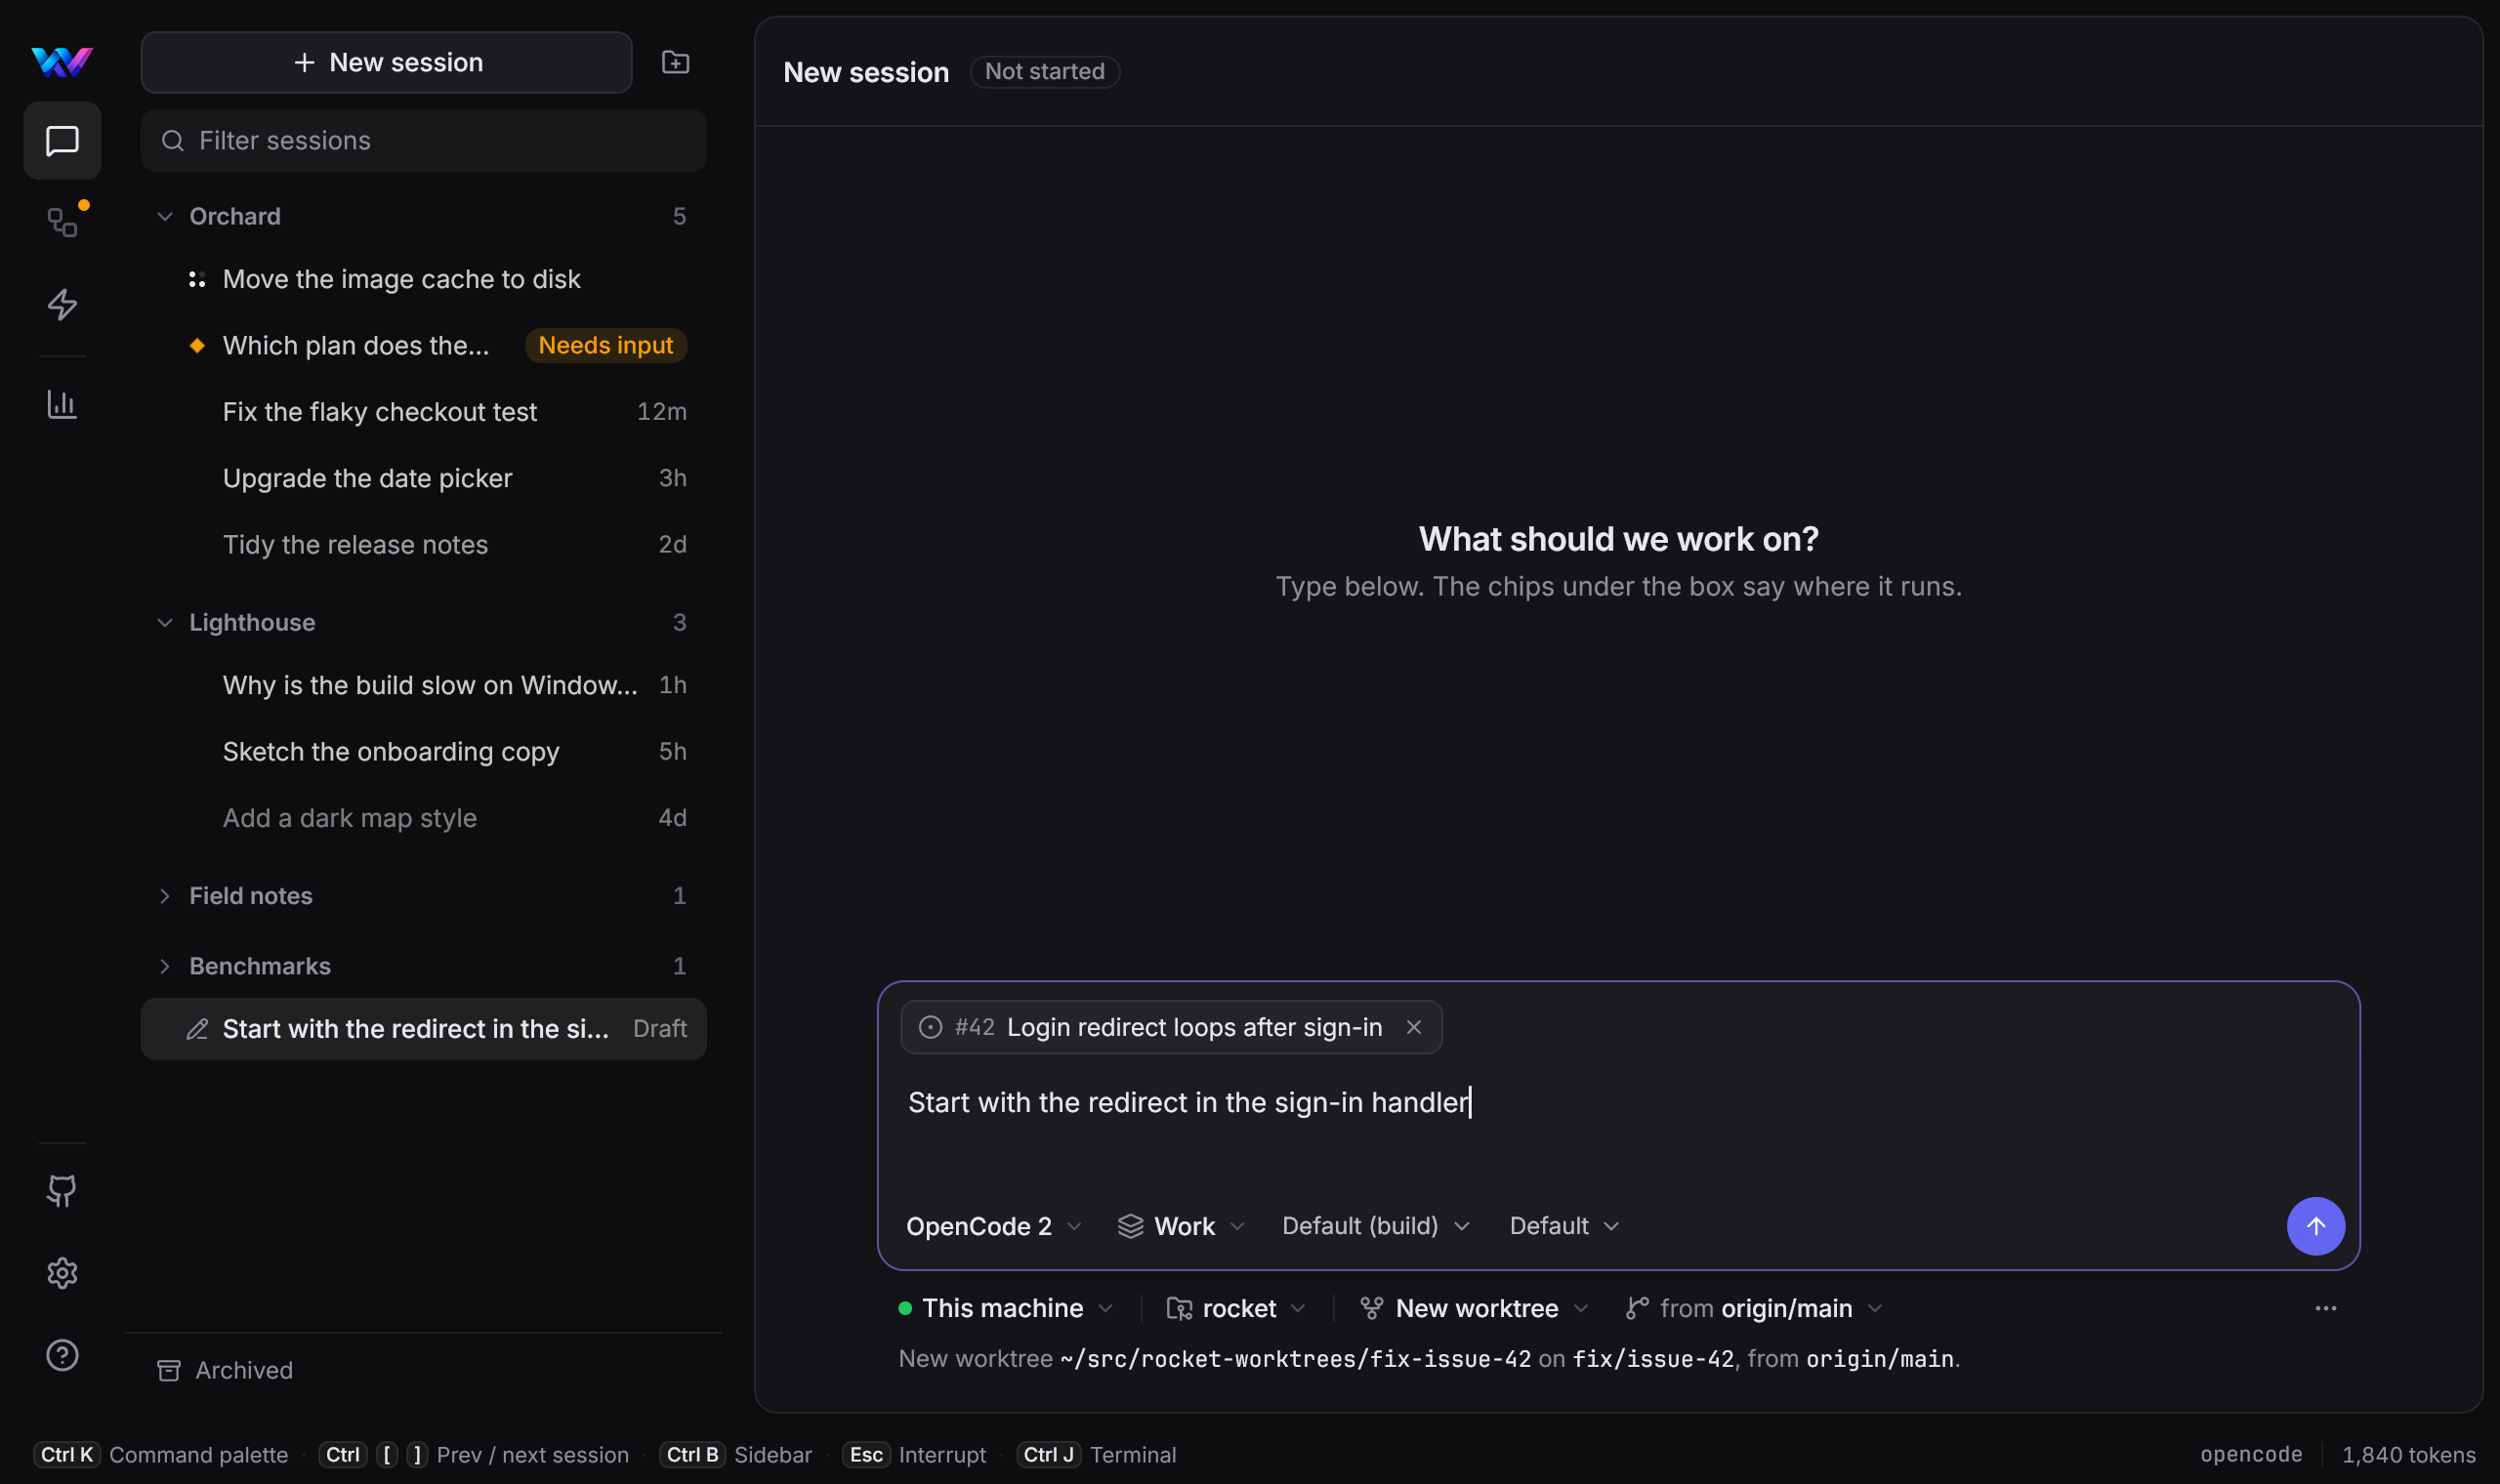 New session
Filter sessions
Orchard 5
Move the image cache to disk
Which plan does the... Needs input
Fix the flaky checkout test 12m
Upgrade the date picker 3h
Tidy the release notes 2d
Lighthouse 3
Why is the build slow on Window... 1h
Sketch the onboarding copy 5h
Add a dark map style 4d
Field notes 1
Benchmarks 1
Start with the redirect in the si... Draft
Archived
New session Not started
What should we work on?
Type below. The chips under the box say where it runs.
#42 Login redirect loops after sign-in
Start with the redirect in the sign-in handler
OpenCode 2 Work Default (build) Default
This machine rocket New worktree from origin/main
New worktree ~/src/rocket-worktrees/fix-issue-42 on fix/issue-42, from origin/main.
Ctrl K Command palette · Ctrl [ ] Prev / next session · Ctrl B Sidebar · Esc Interrupt · Ctrl J Terminal
opencode 1,840 tokens